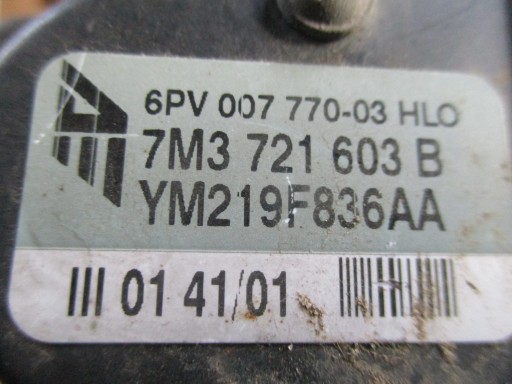 6PV 007 770-03 HLO
7M3 721 603 B
YM219F836AA
01 41/01